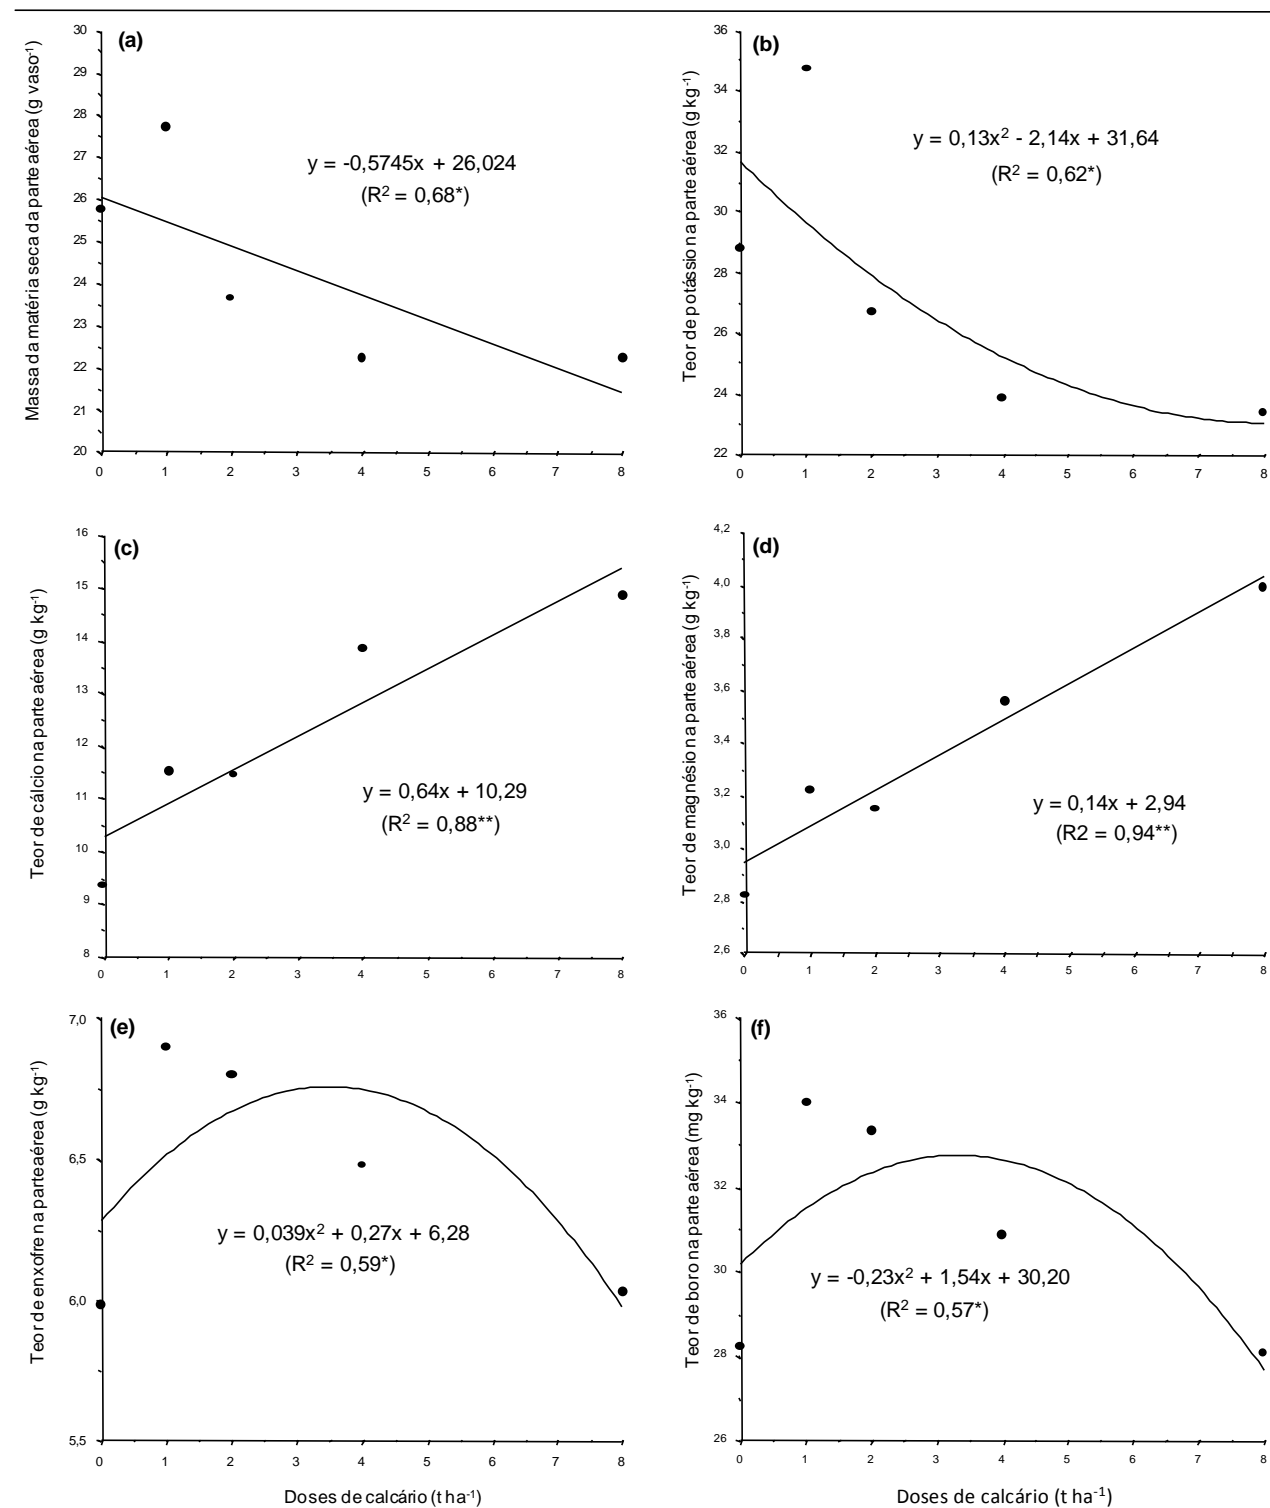 (a)
Massa da matéria seca da parte aérea (g vaso⁻¹)
30
29
28
27
26
25
24
23
22
21
20
y = -0,5745x + 26,024
(R² = 0,68*)
0 1 2 3 4 5 6 7 8
(b)
Teor de potássio na parte aérea (g kg⁻¹)
36
34
32
30
28
26
24
22
y = 0,13x² - 2,14x + 31,64
(R² = 0,62*)
0 1 2 3 4 5 6 7 8
(c)
Teor de cálcio na parte aérea (g kg⁻¹)
16
15
14
13
12
11
10
9
8
y = 0,64x + 10,29
(R² = 0,88**)
0 1 2 3 4 5 6 7 8
(d)
Teor de magnésio na parte aérea (g kg⁻¹)
4,2
4,0
3,8
3,6
3,4
3,2
3,0
2,8
2,6
y = 0,14x + 2,94
(R2 = 0,94**)
0 1 2 3 4 5 6 7 8
(e)
Teor de enxofre na parte aérea (g kg⁻¹)
7,0
6,5
6,0
5,5
y = 0,039x² + 0,27x + 6,28
(R² = 0,59*)
0 1 2 3 4 5 6 7 8
Doses de calcário (t ha⁻¹)
(f)
Teor de boro na parte aérea (mg kg⁻¹)
36
34
32
30
28
26
y = -0,23x² + 1,54x + 30,20
(R² = 0,57*)
0 1 2 3 4 5 6 7 8
Doses de calcário (t ha⁻¹)